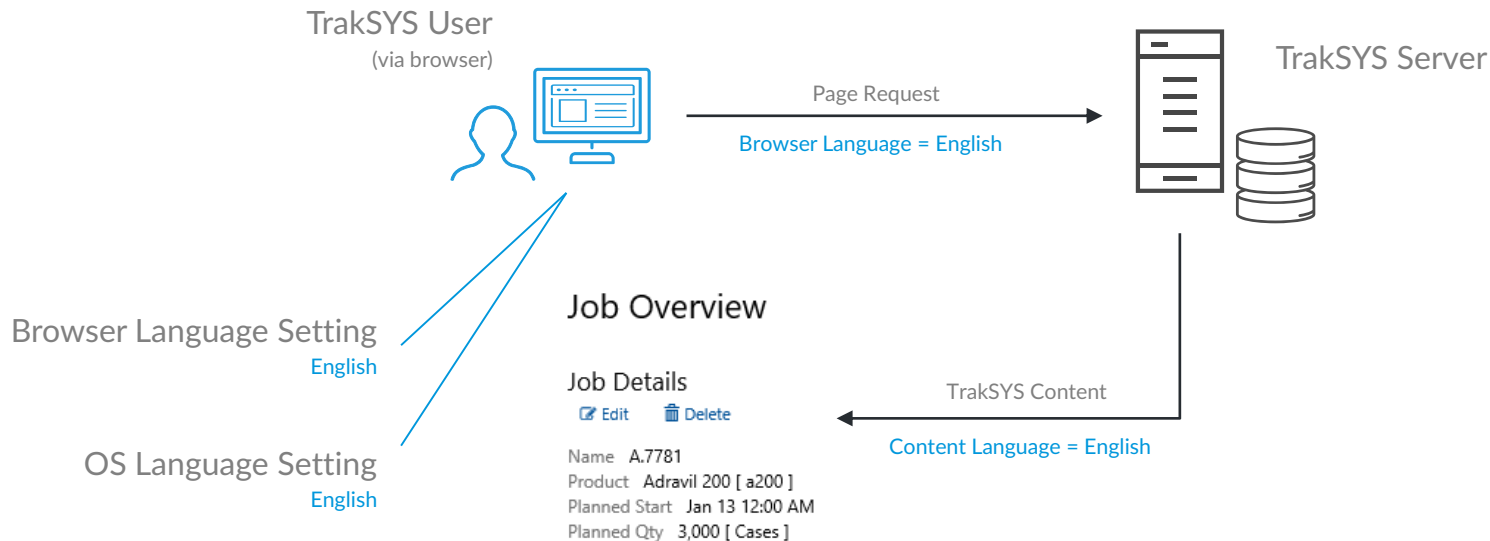 TrakSYS User
(via browser)
TrakSYS Server
Page Request
Browser Language = English
Browser Language Setting
English
OS Language Setting
English
Job Overview
Job Details
Edit Delete
Name A.7781
Product Adravil 200 [ a200 ]
Planned Start Jan 13 12:00 AM
Planned Qty 3,000 [ Cases ]
TrakSYS Content
Content Language = English